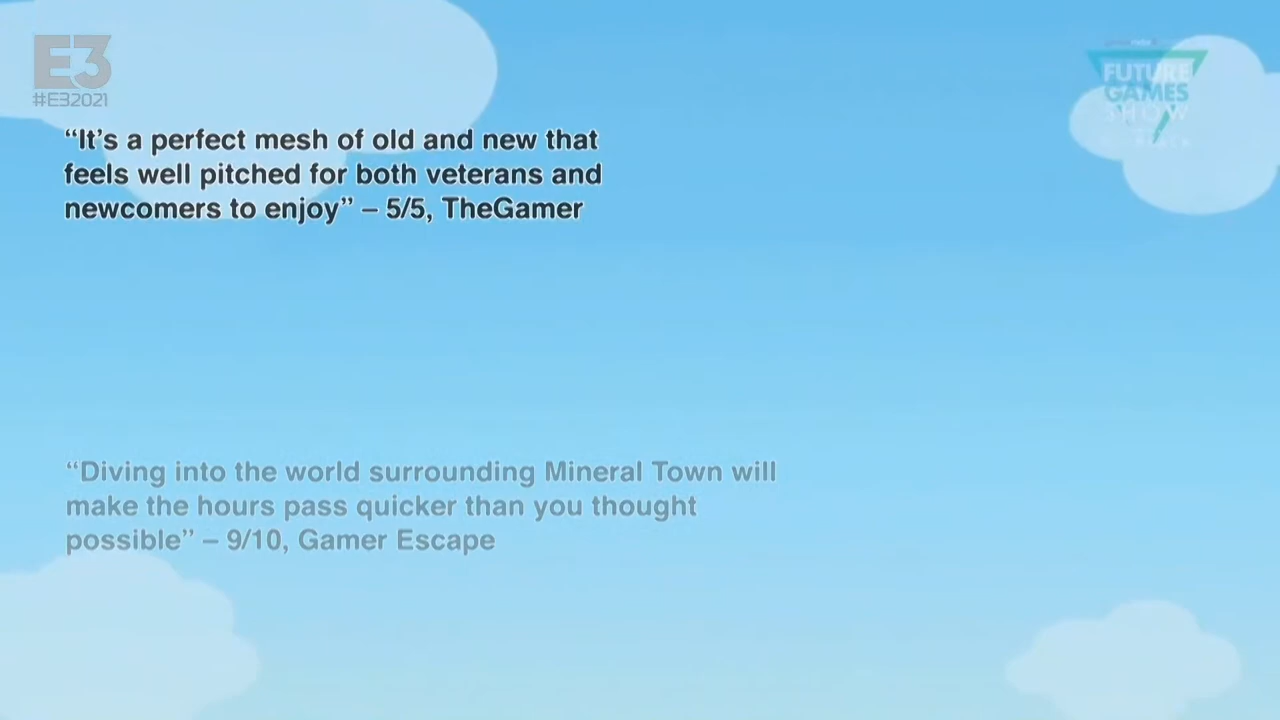 E3
#E32021
FUTURE
GAMES
SHOW
“It’s a perfect mesh of old and new that
feels well pitched for both veterans and
newcomers to enjoy” – 5/5, TheGamer
“Diving into the world surrounding Mineral Town will
make the hours pass quicker than you thought
possible” – 9/10, Gamer Escape